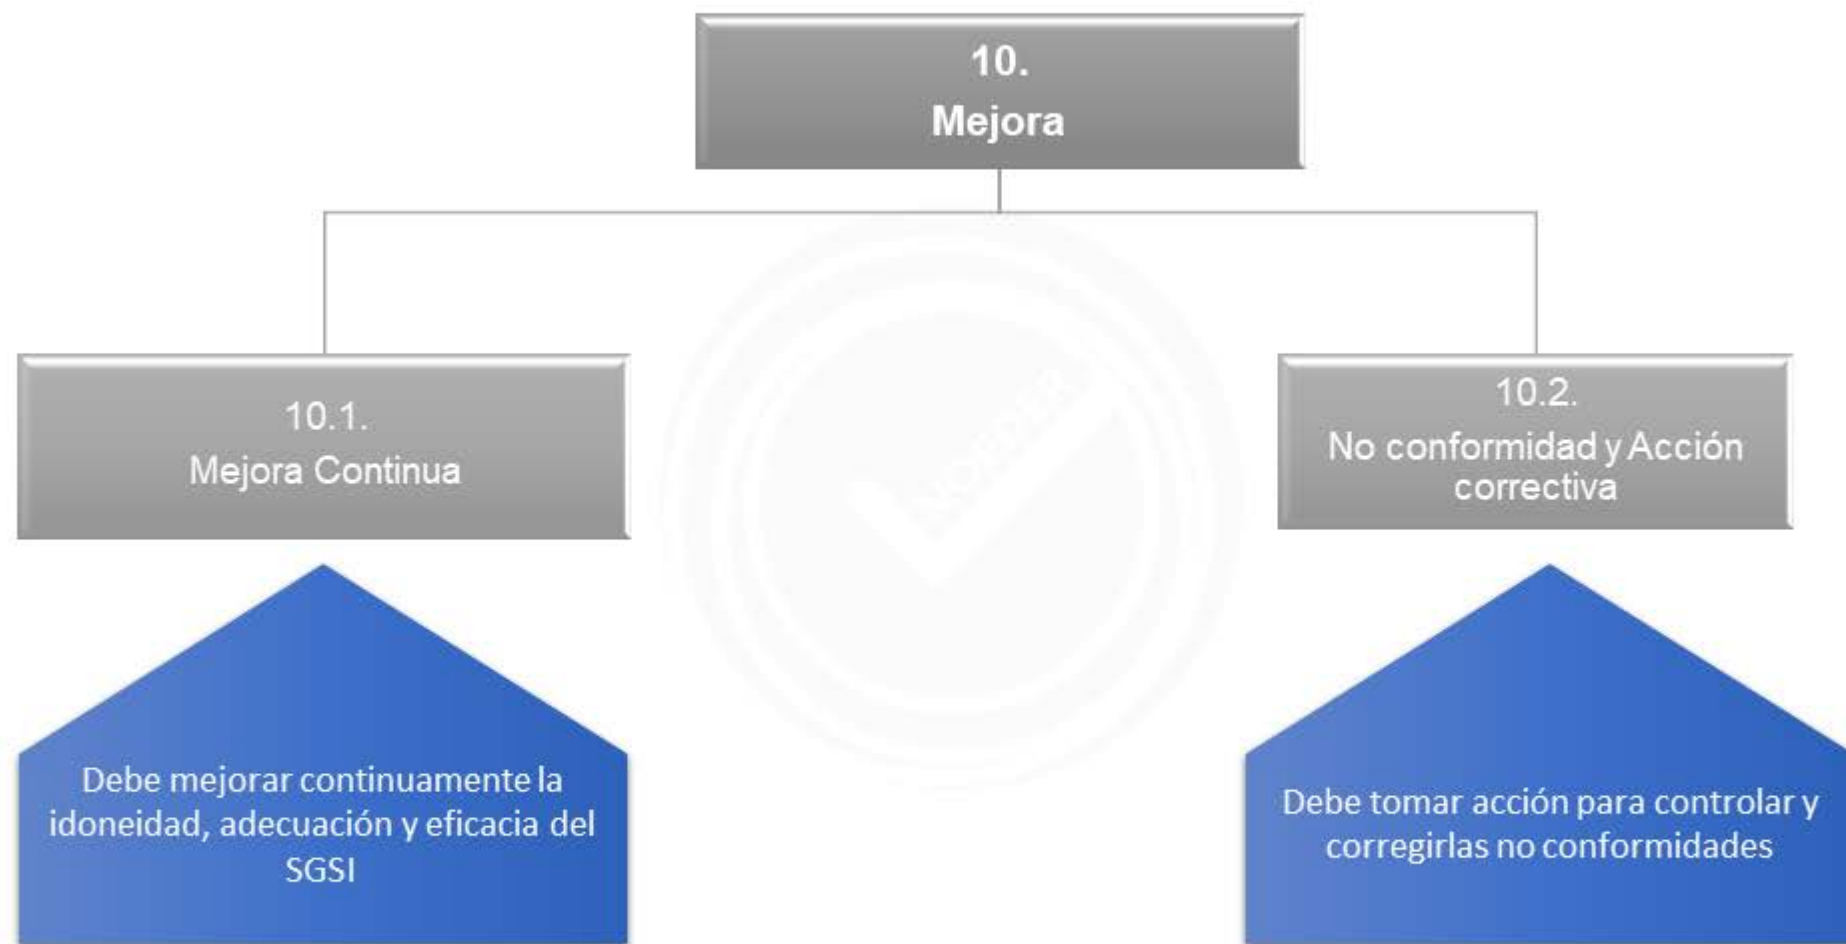 10.
Mejora
10.1.
Mejora Continua
10.2.
No conformidad y Acción
correctiva
Debe mejorar continuamente la
idoneidad, adecuación y eficacia del
SGSI
Debe tomar acción para controlar y
corregirlas no conformidades